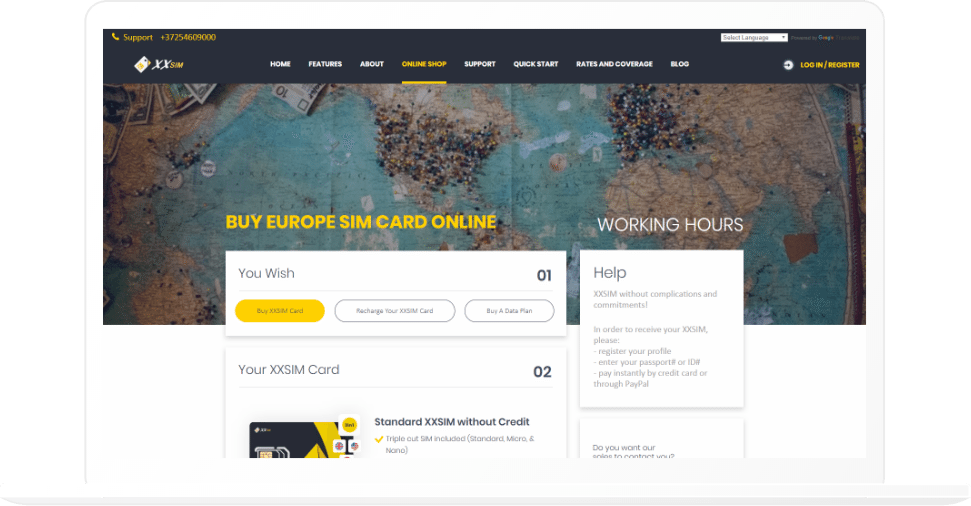 Support +37254609000
Select Language
XXSIM
HOME FEATURES ABOUT ONLINE SHOP SUPPORT QUICK START RATES AND COVERAGE BLOG LOG IN / REGISTER
BUY EUROPE SIM CARD ONLINE
You Wish 01
Buy XXSIM Card Recharge Your XXSIM Card Buy A Data Plan
Your XXSIM Card 02
Standard XXSIM without Credit
Triple cut SIM included (Standard, Micro, &
Nano)
WORKING HOURS
Help
XXSIM without complications and
commitments!
In order to receive your XXSIM,
please:
- register your profile
- enter your passport# or ID#
- pay instantly by credit card or
through PayPal
Do you want our
sales to contact you?